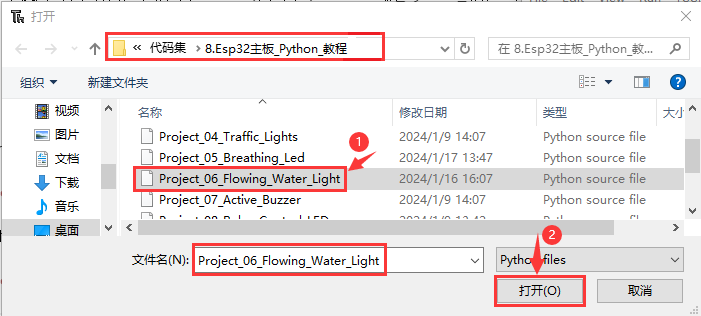 打开
« 代码集 > 8.Esp32主板_Python_教程
在 8.Esp32主板_Python_教...
组织 新建文件夹
名称 修改日期 类型 大小
视频
图片
文档
下载
音乐
桌面
Project_04_Traffic_Lights 2024/1/9 14:07 Python source file
Project_05_Breathing_Led 2024/1/17 13:47 Python source file
1
Project_06_Flowing_Water_Light 2024/1/16 16:07 Python source file
Project_07_Active_Buzzer 2024/1/9 14:07 Python source file
2
文件名(N): Project_06_Flowing_Water_Light
Python files
打开(O) 取消